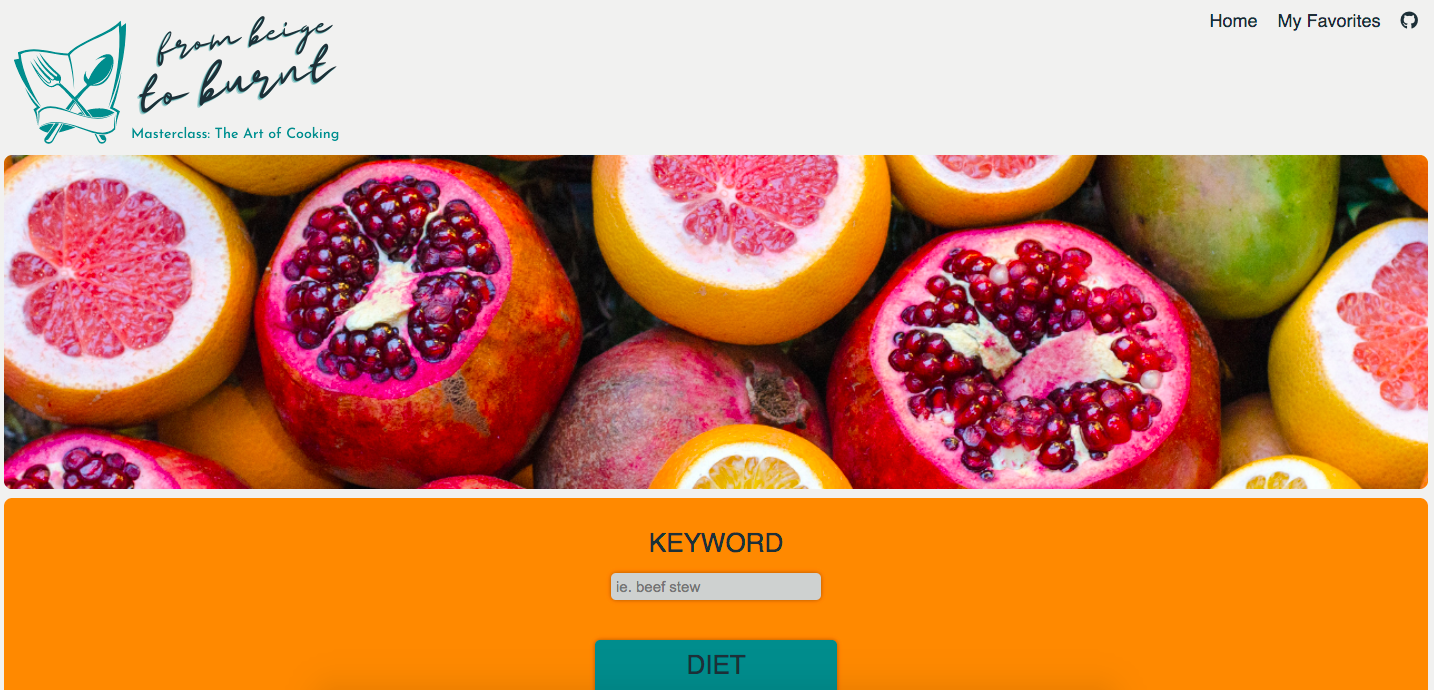 from beige
to burnt
Masterclass: The Art of Cooking
Home My Favorites
KEYWORD
ie. beef stew
DIET